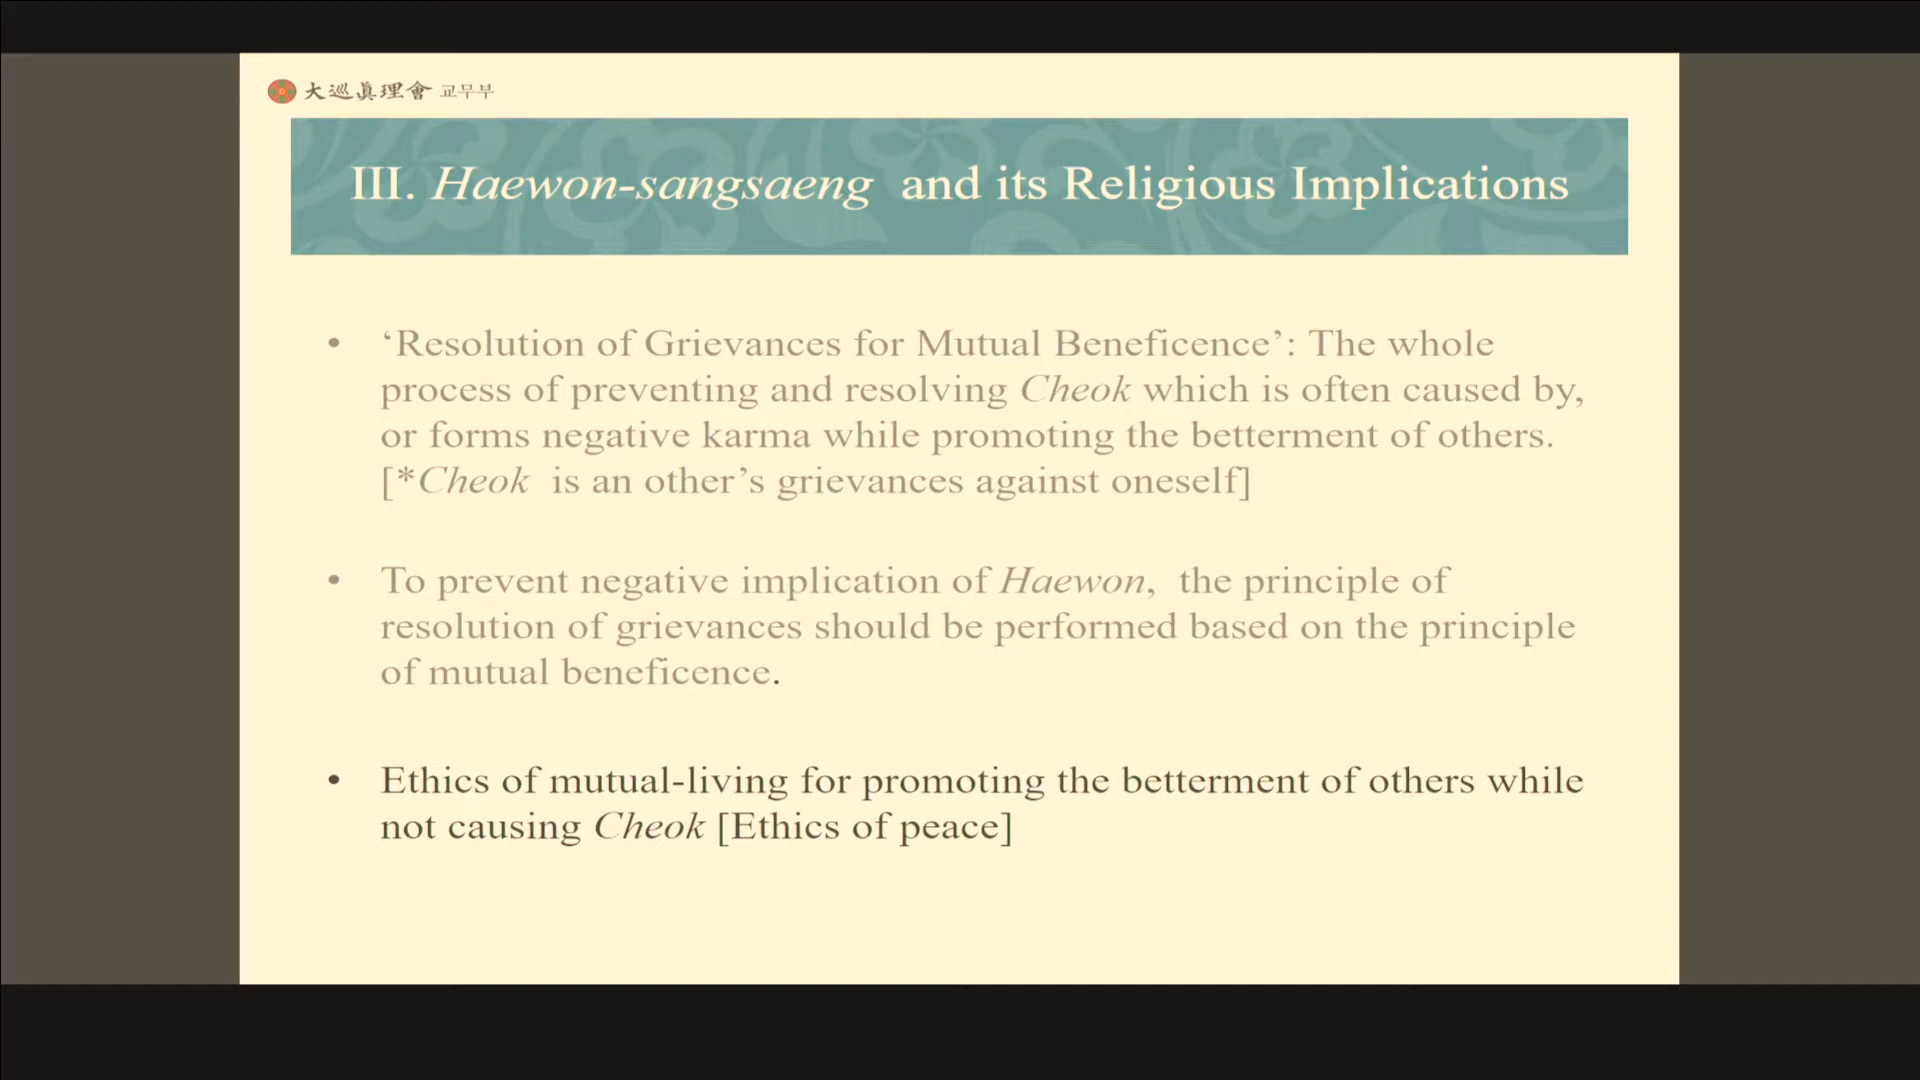 大巡眞理會 교무부
III. Haewon-sangsaeng and its Religious Implications
• ‘Resolution of Grievances for Mutual Beneficence’: The whole
process of preventing and resolving Cheok which is often caused by,
or forms negative karma while promoting the betterment of others.
[*Cheok is an other’s grievances against oneself]
• To prevent negative implication of Haewon, the principle of
resolution of grievances should be performed based on the principle
of mutual beneficence.
• Ethics of mutual-living for promoting the betterment of others while
not causing Cheok [Ethics of peace]